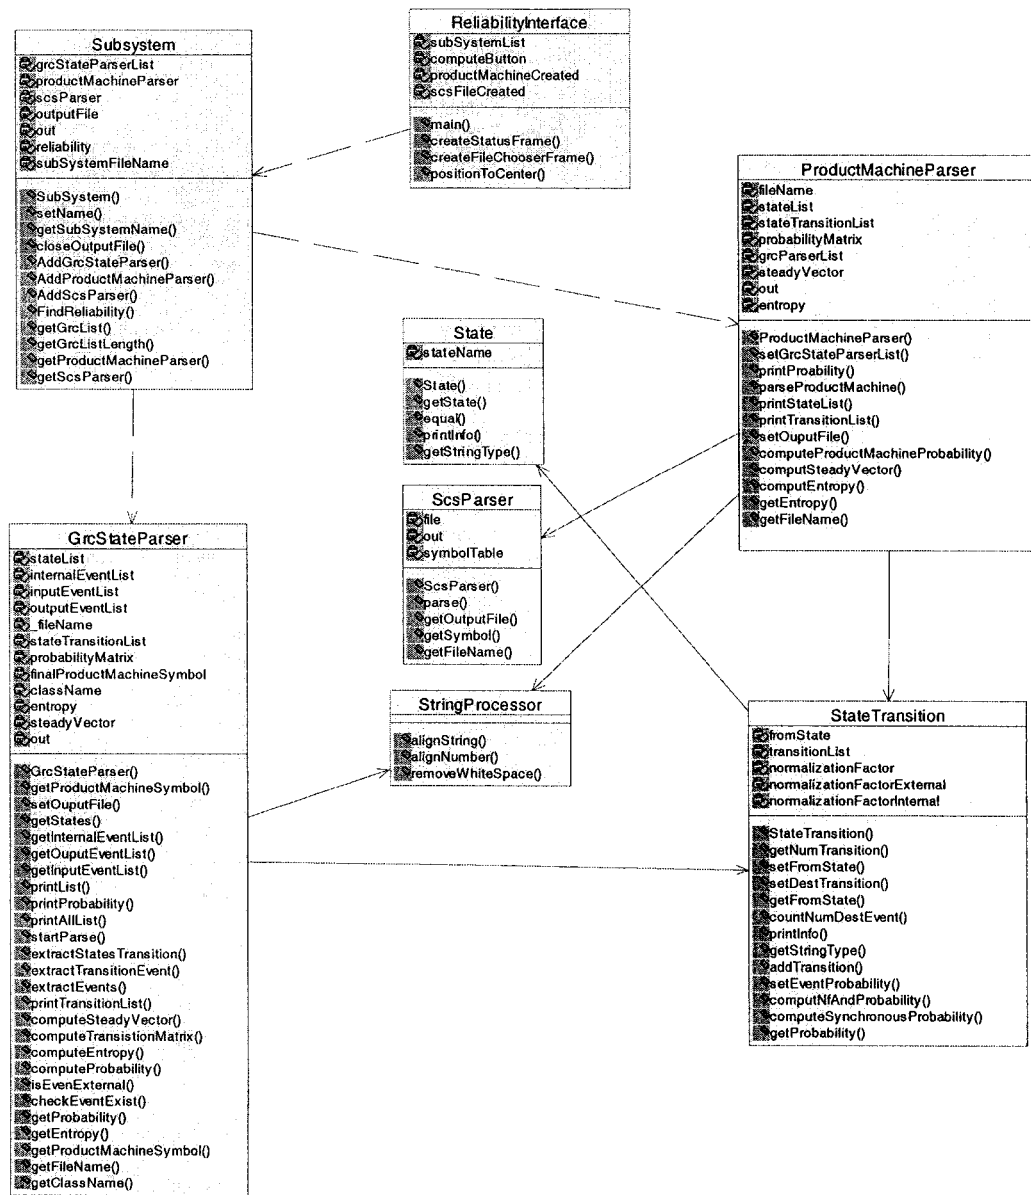 Subsystem
grcStateParserList
productMachineParser
scsParser
outputFile
out
reliability
subSystemFileName
SubSystem()
setName()
getSubSystemName()
closeOutputFile()
AddGrcStateParser()
AddProductMachineParser()
AddScsParser()
FindReliability()
getGrcList()
getGrcListLength()
getProductMachineParser()
getScsParser()
ReliabilityInterface
subSystemList
computeButton
productMachineCreated
scsFileCreated
main()
createStatusFrame()
createFileChooserFrame()
positionToCenter()
ProductMachineParser
fileName
stateList
stateTransitionList
probabilityMatrix
grcParserList
steadyVector
out
entropy
ProductMachineParser()
setGrcStateParserList()
printProability()
parseProductMachine()
printStateList()
printTransitionList()
setOuputFile()
computeProductMachineProbability()
computSteadyVector()
computEntropy()
getEntropy()
getFileName()
State
stateName
State()
getState()
equal()
printInfo()
getStringType()
ScsParser
file
out
symbolTable
ScsParser()
parse()
getOutputFile()
getSymbol()
getFileName()
GrcStateParser
stateList
internalEventList
inputEventList
outputEventList
_fileName
stateTransitionList
probabilityMatrix
finalProductMachineSymbol
className
entropy
steadyVector
out
GrcStateParser()
getProductMachineSymbol()
setOuputFile()
getStates()
getInternalEventList()
getOuputEventList()
getInputEventList()
printList()
printProbability()
printAllList()
startParse()
extractStatesTransition()
extractTransitionEvent()
extractEvents()
printTransitionList()
computeSteadyVector()
computeTransistionMatrix()
computeEntropy()
computeProbability()
isEvenExternal()
checkEventExist()
getProbability()
getEntropy()
getProductMachineSymbol()
getFileName()
getClassName()
StringProcessor
alignString()
alignNumber()
removeWhiteSpace()
StateTransition
fromState
transitionList
normalizationFactor
normalizationFactorExternal
normalizationFactorInternal
StateTransition()
getNumTransition()
setFromState()
setDestTransition()
getFromState()
countNumDestEvent()
printInfo()
getStringType()
addTransition()
setEventProbability()
computNfAndProbability()
computeSynchronousProbability()
getProbability()